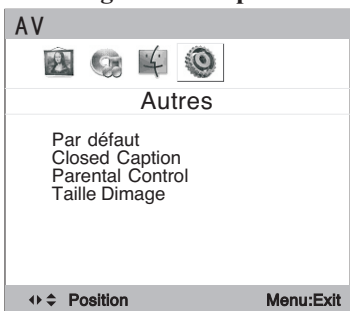 AV
Autres
Par défaut
Closed Caption
Parental Control
Taille Dimage
Position Menu:Exit